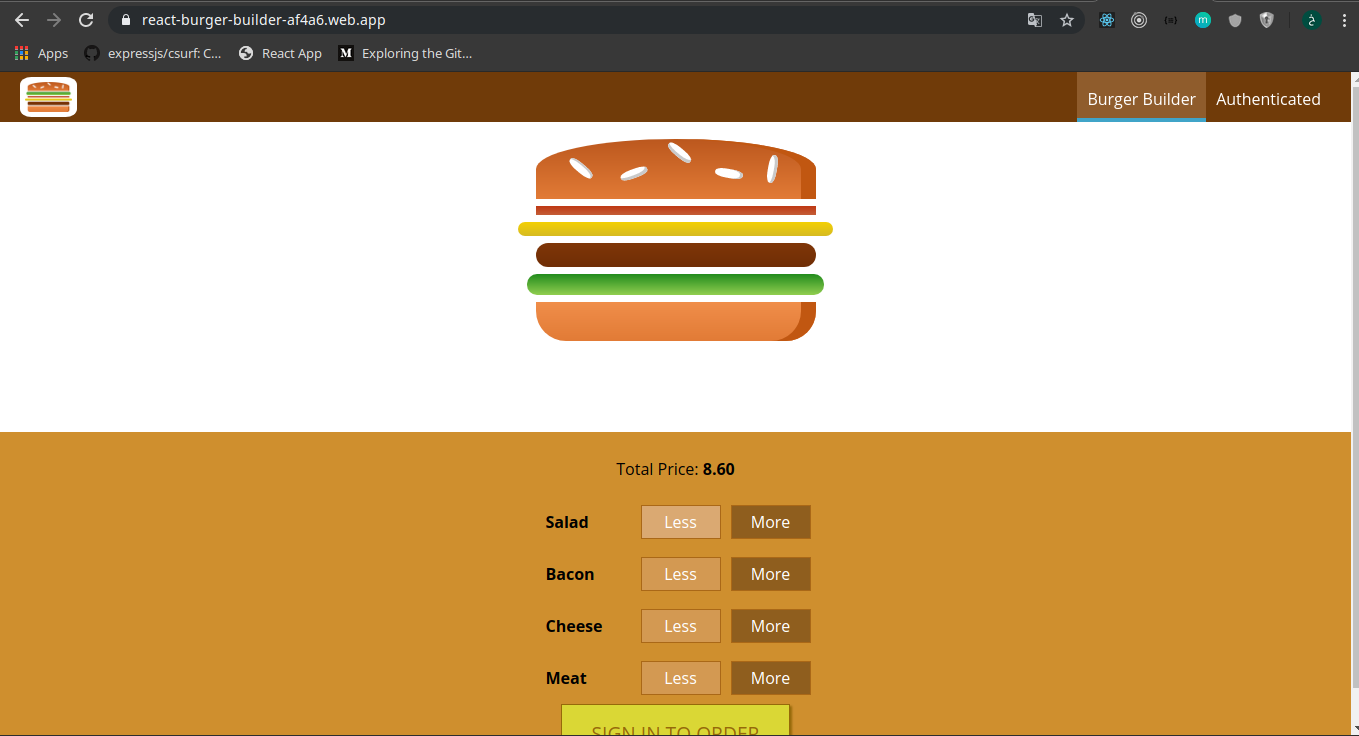 react-burger-builder-af4a6.web.app
Apps expressjs/csurf: C... React App M Exploring the Git...
Burger Builder Authenticated
Total Price: 8.60
Salad Less More
Bacon Less More
Cheese Less More
Meat Less More
SIGN IN TO ORDER